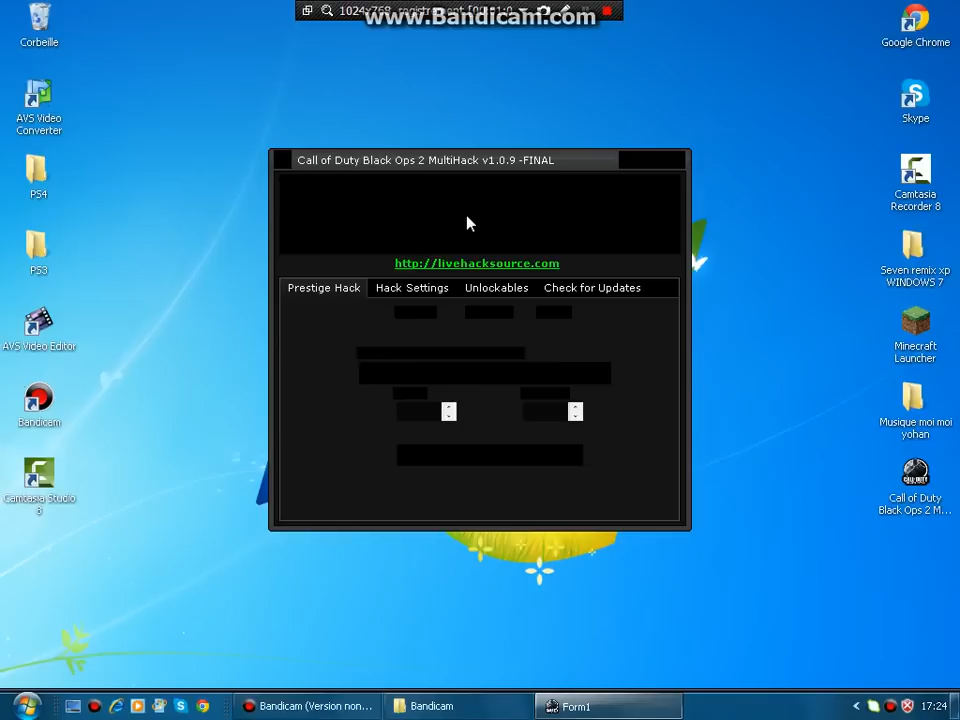 www.Bandicam.com
1024x768
Corbeille
Google Chrome
AVS Video
Converter
Skype
Call of Duty Black Ops 2 MultiHack v1.0.9 -FINAL
PS4
Camtasia
Recorder 8
http://livehacksource.com
PS3
Seven remix xp
WINDOWS 7
Prestige Hack
Hack Settings
Unlockables
Check for Updates
AVS Video Editor
Minecraft
Launcher
Bandicam
Musique moi moi
yohan
Camtasia Studio
8
Call of Duty
Black Ops 2 M...
Bandicam (Version non...
Bandicam
Form1
17:24